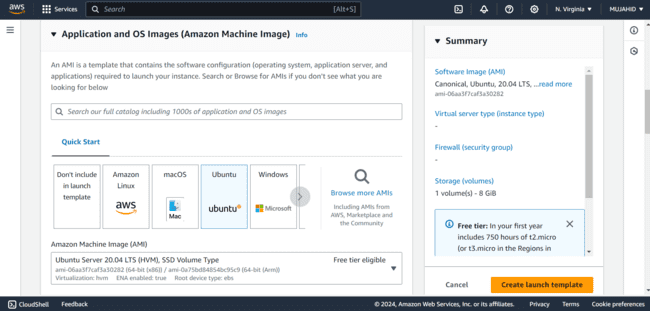 aws
Services
Search
[Alt+S]
N. Virginia
MUJAHID
Application and OS Images (Amazon Machine Image) Info
An AMI is a template that contains the software configuration (operating system, application server, and
applications) required to launch your instance. Search or Browse for AMIs if you don't see what you are
looking for below
Search our full catalog including 1000s of application and OS images
Quick Start
Don't include
in launch
template
Amazon
Linux
aws
macOS
Mac
Ubuntu
ubuntu
Windows
Microsoft
Browse more AMIs
Including AMIs from
AWS, Marketplace and
the Community
Amazon Machine Image (AMI)
Ubuntu Server 20.04 LTS (HVM), SSD Volume Type
Free tier eligible
ami-06aa3f7caf3a30282 (64-bit (x86)) / ami-0a75bd84854bc95c9 (64-bit (Arm))
Virtualization: hvm ENA enabled: true Root device type: ebs
Summary
Software Image (AMI)
Canonical, Ubuntu, 20.04 LTS, ...read more
ami-06aa3f7caf3a30282
Virtual server type (instance type)
-
Firewall (security group)
-
Storage (volumes)
1 volume(s) - 8 GiB
Free tier: In your first year
includes 750 hours of t2.micro
(or t3.micro in the Regions in
Cancel
Create launch template
CloudShell
Feedback
© 2024, Amazon Web Services, Inc. or its affiliates.
Privacy
Terms
Cookie preferences